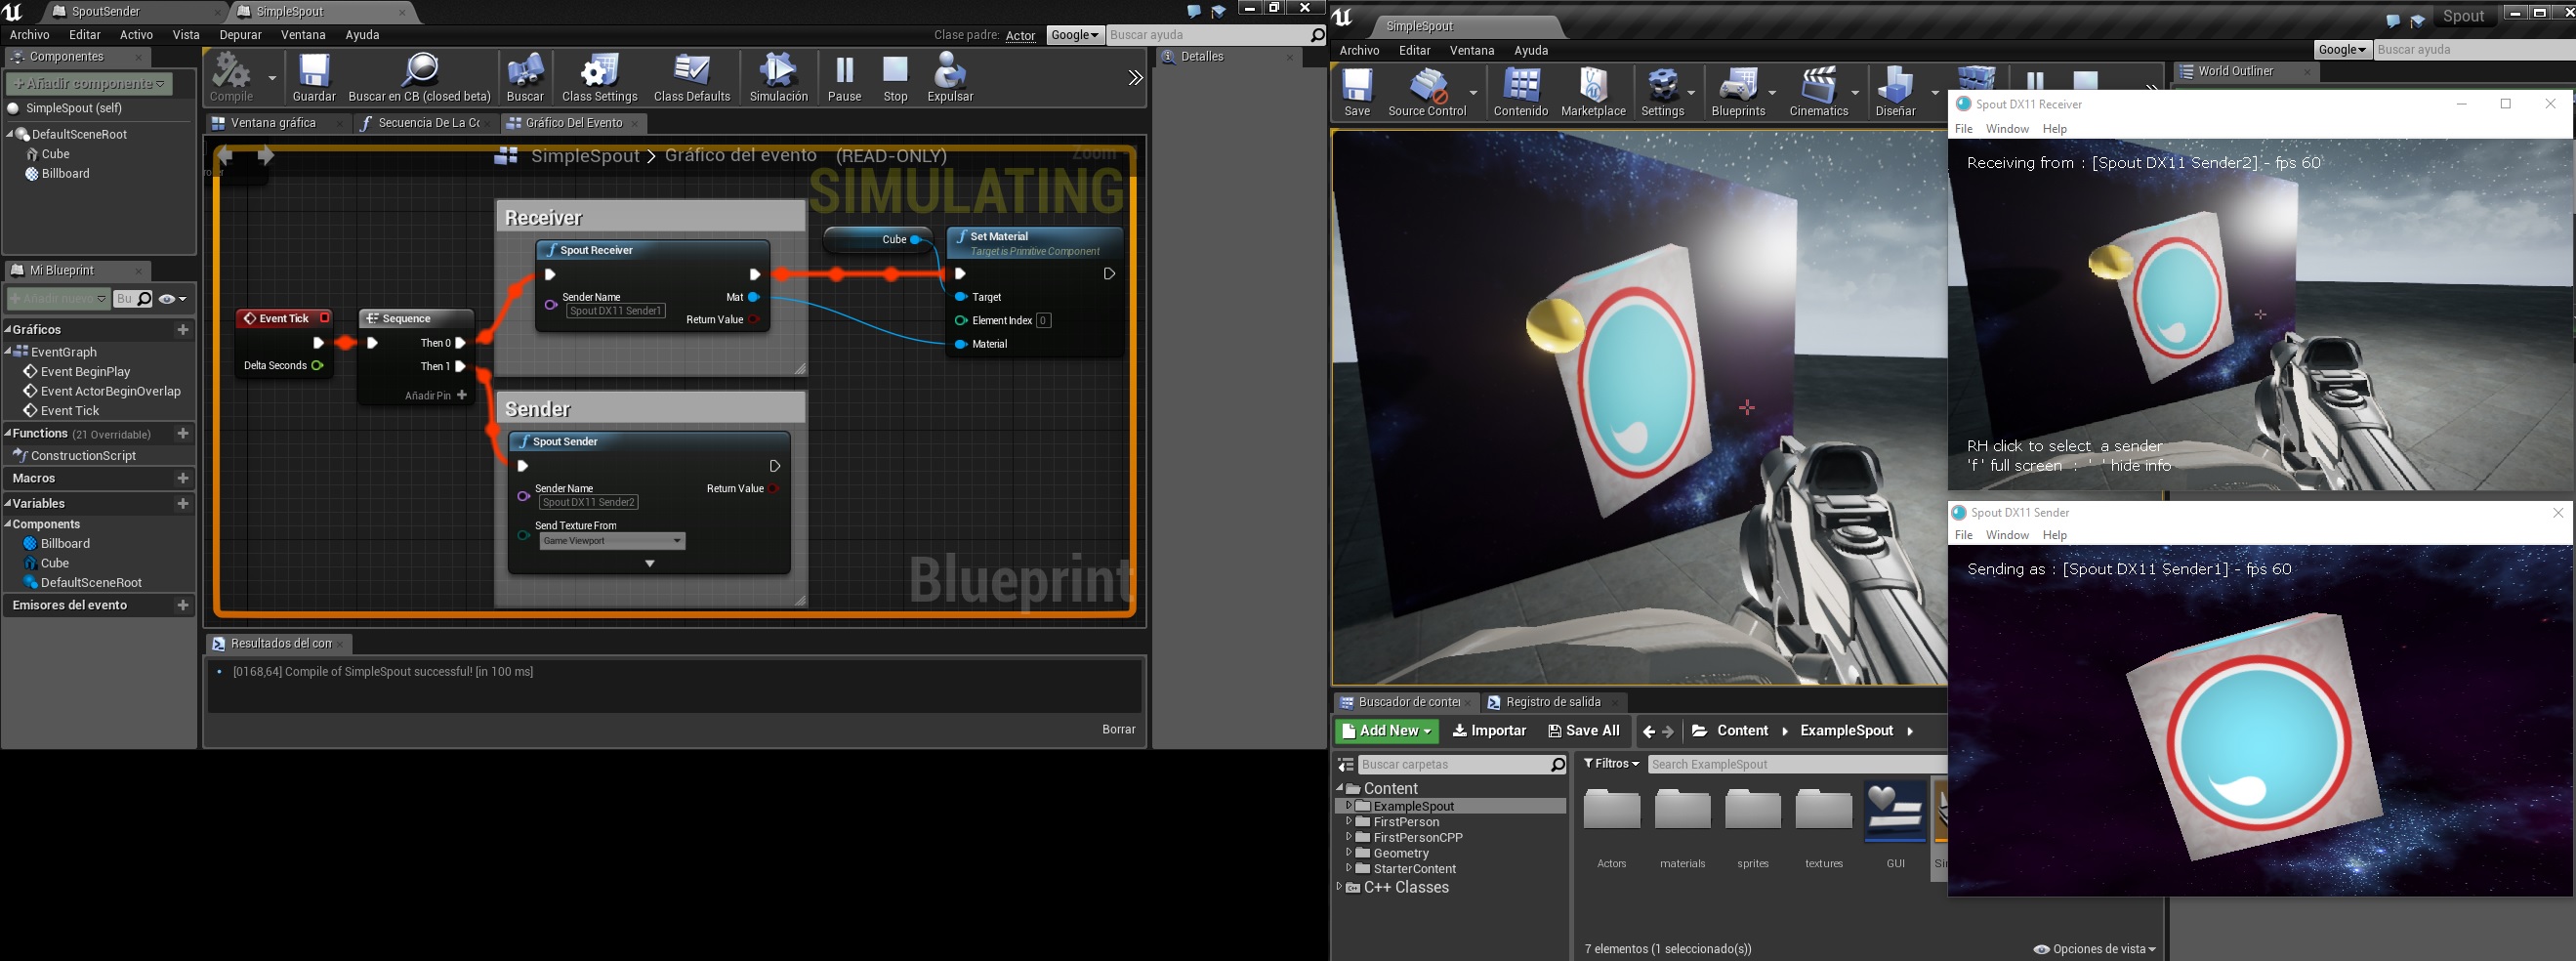 SpoutSender
SimpleSpout
Archivo Editar Activo Vista Depurar Ventana Ayuda
Clase padre: Actor
Google
Buscar ayuda
Componentes
+Añadir componente
SimpleSpout (self)
DefaultSceneRoot
Cube
Billboard
Mi Blueprint
+Añadir nuevo
Bu
Gráficos
EventGraph
Event BeginPlay
Event ActorBeginOverlap
Event Tick
Functions (21 Overridable)
ConstructionScript
Macros
Variables
Components
Billboard
Cube
DefaultSceneRoot
Emisores del evento
Compile
Guardar
Buscar en CB (closed beta)
Buscar
Class Settings
Class Defaults
Simulación
Pause
Stop
Expulsar
Detalles
Ventana gráfica
Secuencia De La Co
Gráfico Del Evento
SimpleSpout > Gráfico del evento (READ-ONLY)
Zoom
SIMULATING
Receiver
Spout Receiver
Sender Name
Spout DX11 Sender1
Mat
Return Value
Cube
Set Material
Target is Primitive Component
Target
Element Index 0
Material
Event Tick
Delta Seconds
Sequence
Then 0
Then 1
Añadir Pin +
Sender
Spout Sender
Sender Name
Spout DX11 Sender2
Return Value
Send Texture From
Game Viewport
Blueprint
Resultados del com
[0168,64] Compile of SimpleSpout successful! [in 100 ms]
Borrar
SimpleSpout
Spout
Archivo Editar Ventana Ayuda
Google
Buscar ayuda
Save
Source Control
Contenido
Marketplace
Settings
Blueprints
Cinematics
Diseñar
World Outliner
Spout DX11 Receiver
File Window Help
Receiving from : [Spout DX11 Sender2] - fps 60
RH click to select a sender
'f' full screen : ' ' hide info
Spout DX11 Sender
File Window Help
Sending as : [Spout DX11 Sender1] - fps 60
Buscador de conter
Registro de salida
Add New
Importar
Save All
Content
ExampleSpout
Buscar carpetas
Filtros
Search ExampleSpout
Content
ExampleSpout
FirstPerson
FirstPersonCPP
Geometry
StarterContent
C++ Classes
Actors
materials
sprites
textures
GUI
7 elementos (1 seleccionado(s))
Opciones de vista